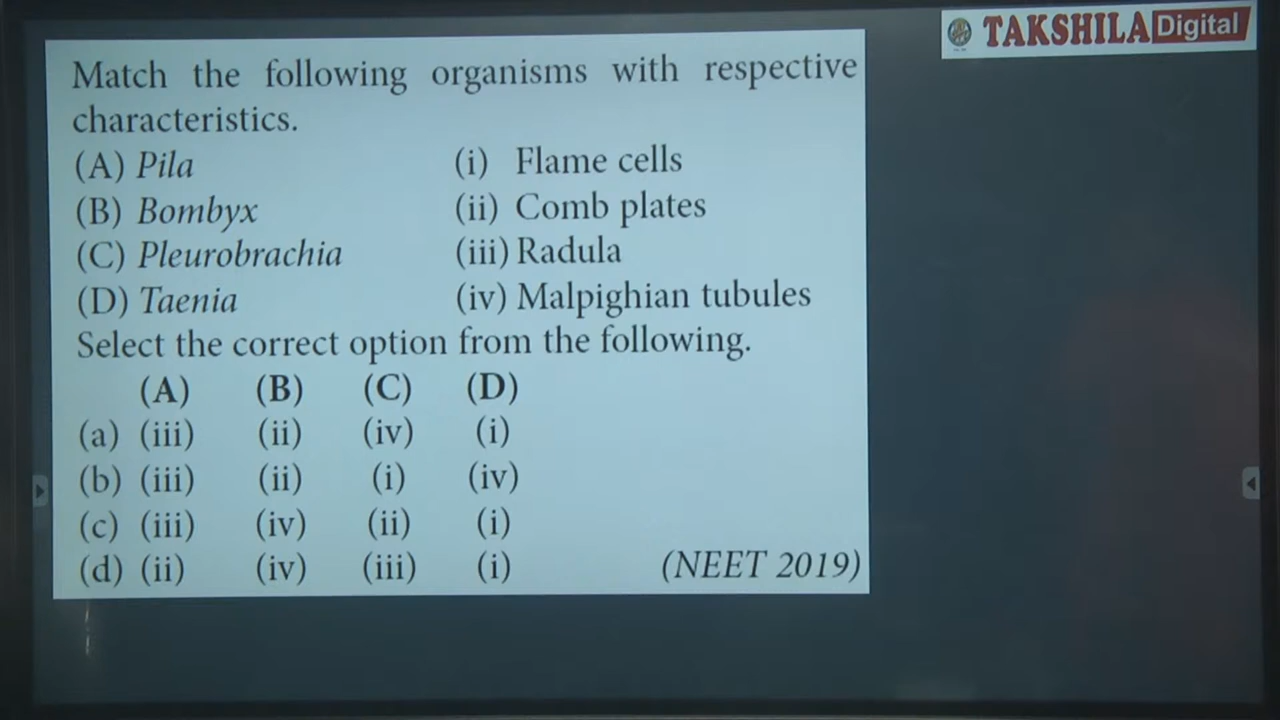 TAKSHILA Digital
Match the following organisms with respective
characteristics.
(A) Pila (i) Flame cells
(B) Bombyx (ii) Comb plates
(C) Pleurobrachia (iii) Radula
(D) Taenia (iv) Malpighian tubules
Select the correct option from the following.
(A) (B) (C) (D)
(a) (iii) (ii) (iv) (i)
(b) (iii) (ii) (i) (iv)
(c) (iii) (iv) (ii) (i)
(d) (ii) (iv) (iii) (i) (NEET 2019)